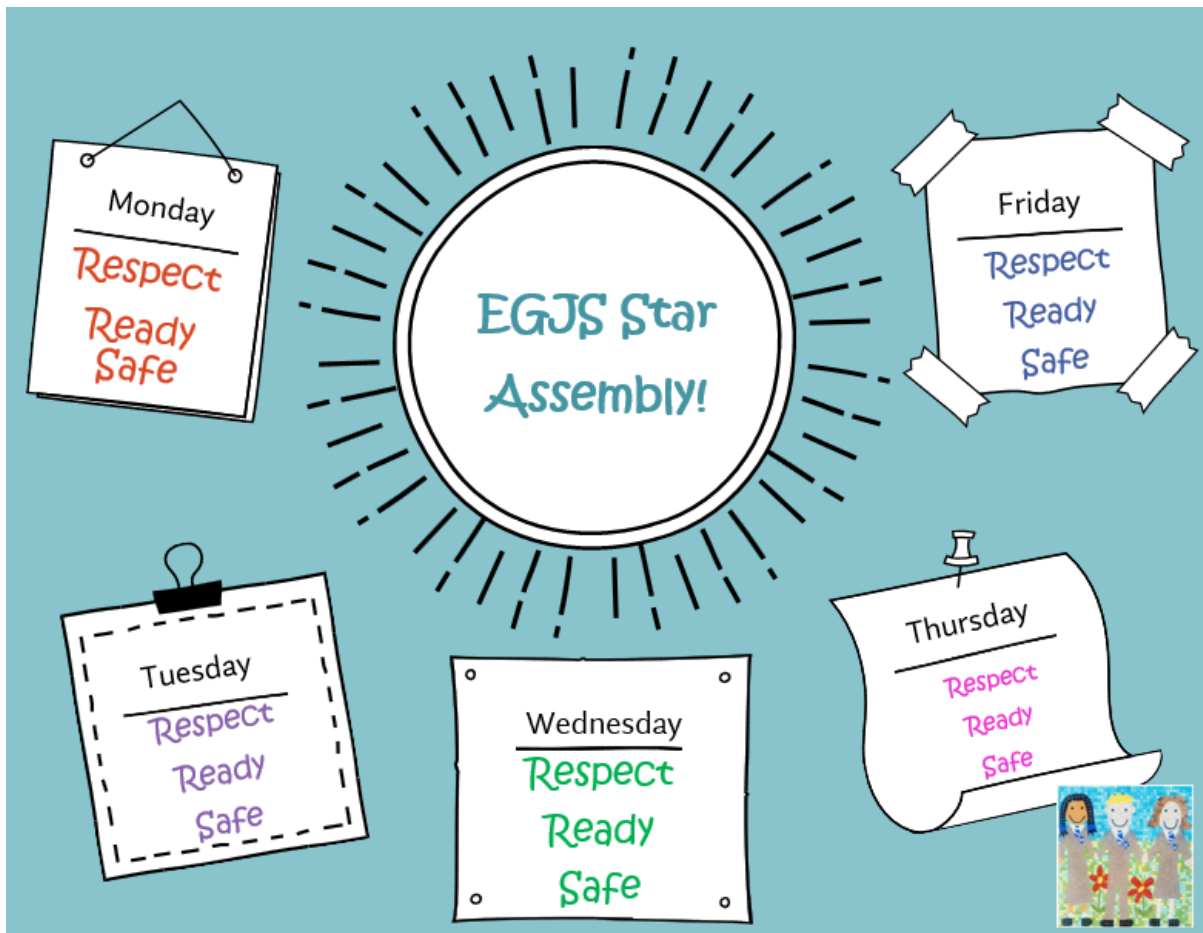 EGJS Star
Assembly!
Monday
Respect
Ready
Safe
Tuesday
Respect
Ready
Safe
Wednesday
Respect
Ready
Safe
Thursday
Respect
Ready
Safe
Friday
Respect
Ready
Safe